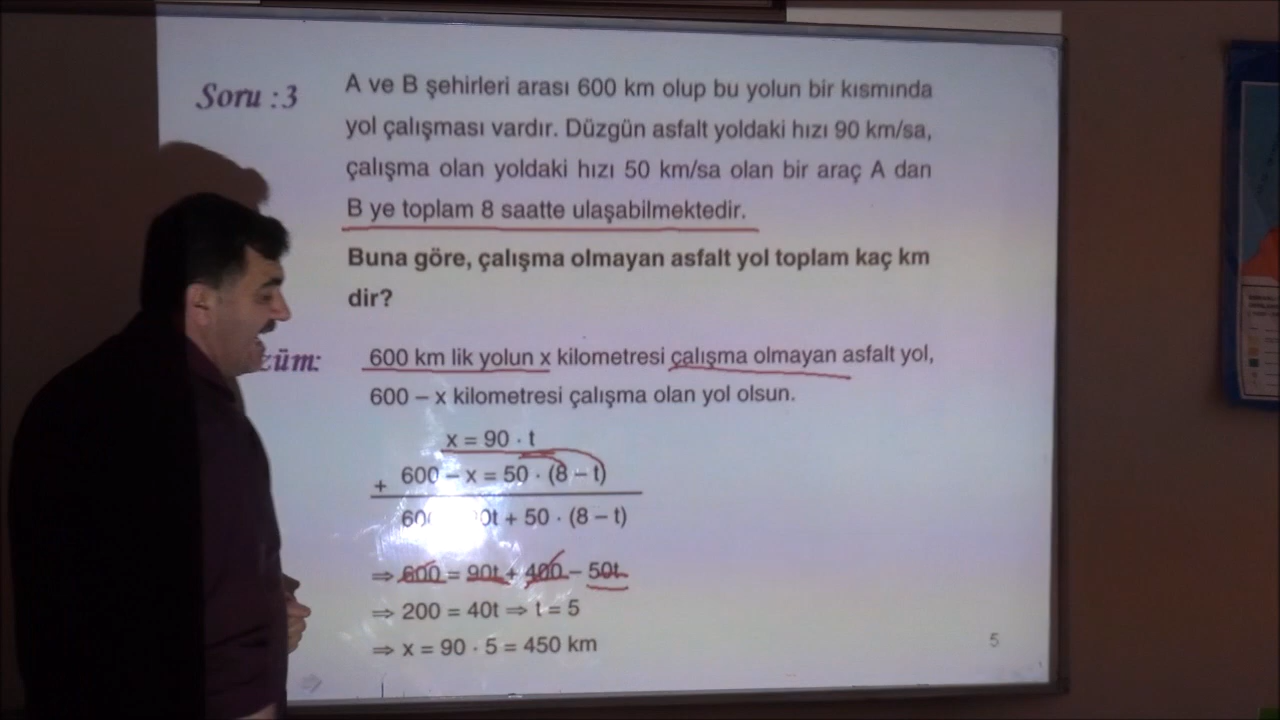 Soru :3
A ve B şehirleri arası 600 km olup bu yolun bir kısmında
yol çalışması vardır. Düzgün asfalt yoldaki hızı 90 km/sa,
çalışma olan yoldaki hızı 50 km/sa olan bir araç A dan
B ye toplam 8 saatte ulaşabilmektedir.
Buna göre, çalışma olmayan asfalt yol toplam kaç km
dir?
züm:
600 km lik yolun x kilometresi çalışma olmayan asfalt yol,
600 – x kilometresi çalışma olan yol olsun.
x = 90 · t
+ 600 – x = 50 · (8 – t)
60 0t + 50 · (8 – t)
⇒ 600 = 90t + 400 – 50t
⇒ 200 = 40t ⇒ t = 5
⇒ x = 90 · 5 = 450 km
5